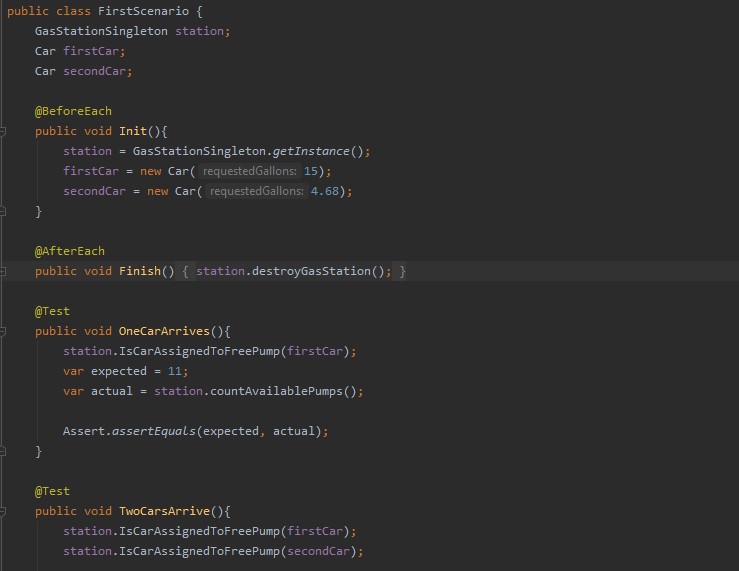 public class FirstScenario {
GasStationSingleton station;
Car firstCar;
Car secondCar;
@BeforeEach
public void Init(){
station = GasStationSingleton.getInstance();
firstCar = new Car( requestedGallons: 15);
secondCar = new Car( requestedGallons: 4.68);
}
@AfterEach
public void Finish() { station.destroyGasStation(); }
@Test
public void OneCarArrives(){
station.IsCarAssignedToFreePump(firstCar);
var expected = 11;
var actual = station.countAvailablePumps();
Assert.assertEquals(expected, actual);
}
@Test
public void TwoCarsArrive(){
station.IsCarAssignedToFreePump(firstCar);
station.IsCarAssignedToFreePump(secondCar);